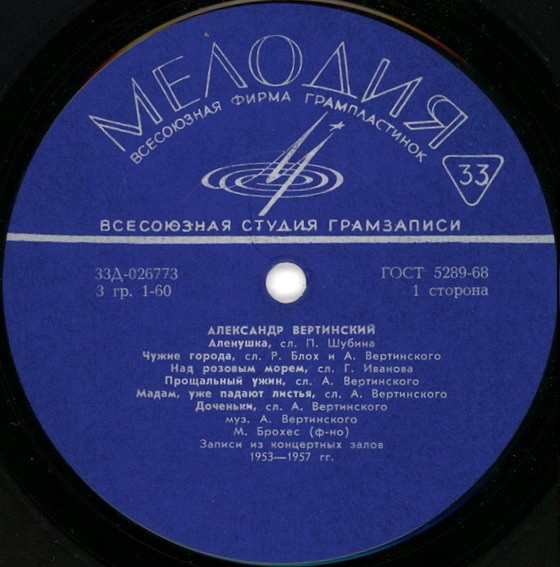 МЕЛОДИЯ
ВСЕСОЮЗНАЯ ФИРМА ГРАМПЛАСТИНОК
33
ВСЕСОЮЗНАЯ СТУДИЯ ГРАМЗАПИСИ
33Д-026773
ГОСТ 5289-68
3 гр. 1-60
1 сторона
АЛЕКСАНДР ВЕРТИНСКИЙ
Аленушка, сл. П. Шубина
Чужие города, сл. Р. Блох и А. Вертинского
Над розовым морем, сл. Г. Иванова
Прощальный ужин, сл. А. Вертинского
Мадам, уже падают листья, сл. А. Вертинского
Доченьки, сл. А. Вертинского
муз. А. Вертинского
М. Брохес (ф-но)
Записи из концертных залов
1953—1957 гг.